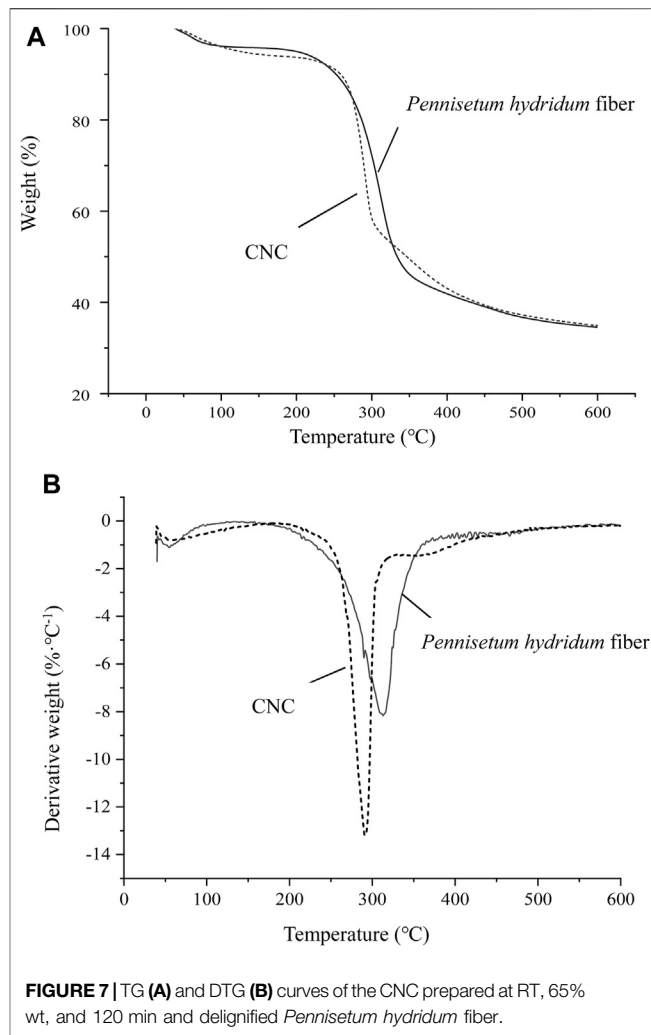 A
100
80
60
40
20
Weight (%)
Pennisetum hydridum fiber
CNC
0 100 200 300 400 500 600
Temperature (°C)
B
0
-2
-4
-6
-8
-10
-12
-14
Derivative weight (%·°C-1)
Pennisetum hydridum fiber
CNC
0 100 200 300 400 500 600
Temperature (°C)
FIGURE 7 | TG (A) and DTG (B) curves of the CNC prepared at RT, 65%
wt, and 120 min and delignified Pennisetum hydridum fiber.